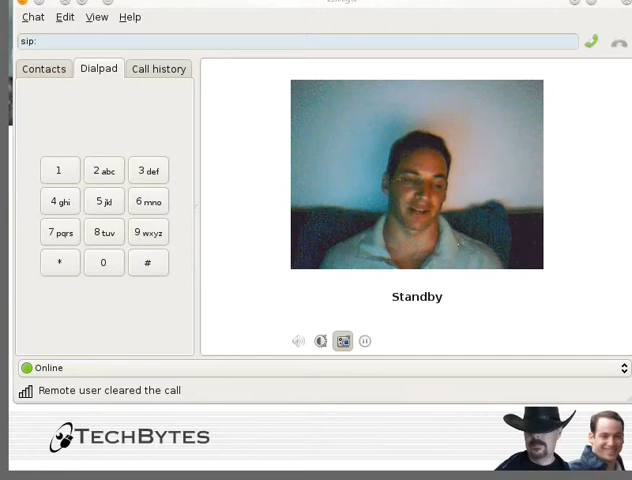 Chat Edit View Help
sip:
Contacts Dialpad Call history
1 2 abc 3 def
4 ghi 5 jkl 6 mno
7 pqrs 8 tuv 9 wxyz
* 0 #
Standby
Online
Remote user cleared the call
TECHBYTES